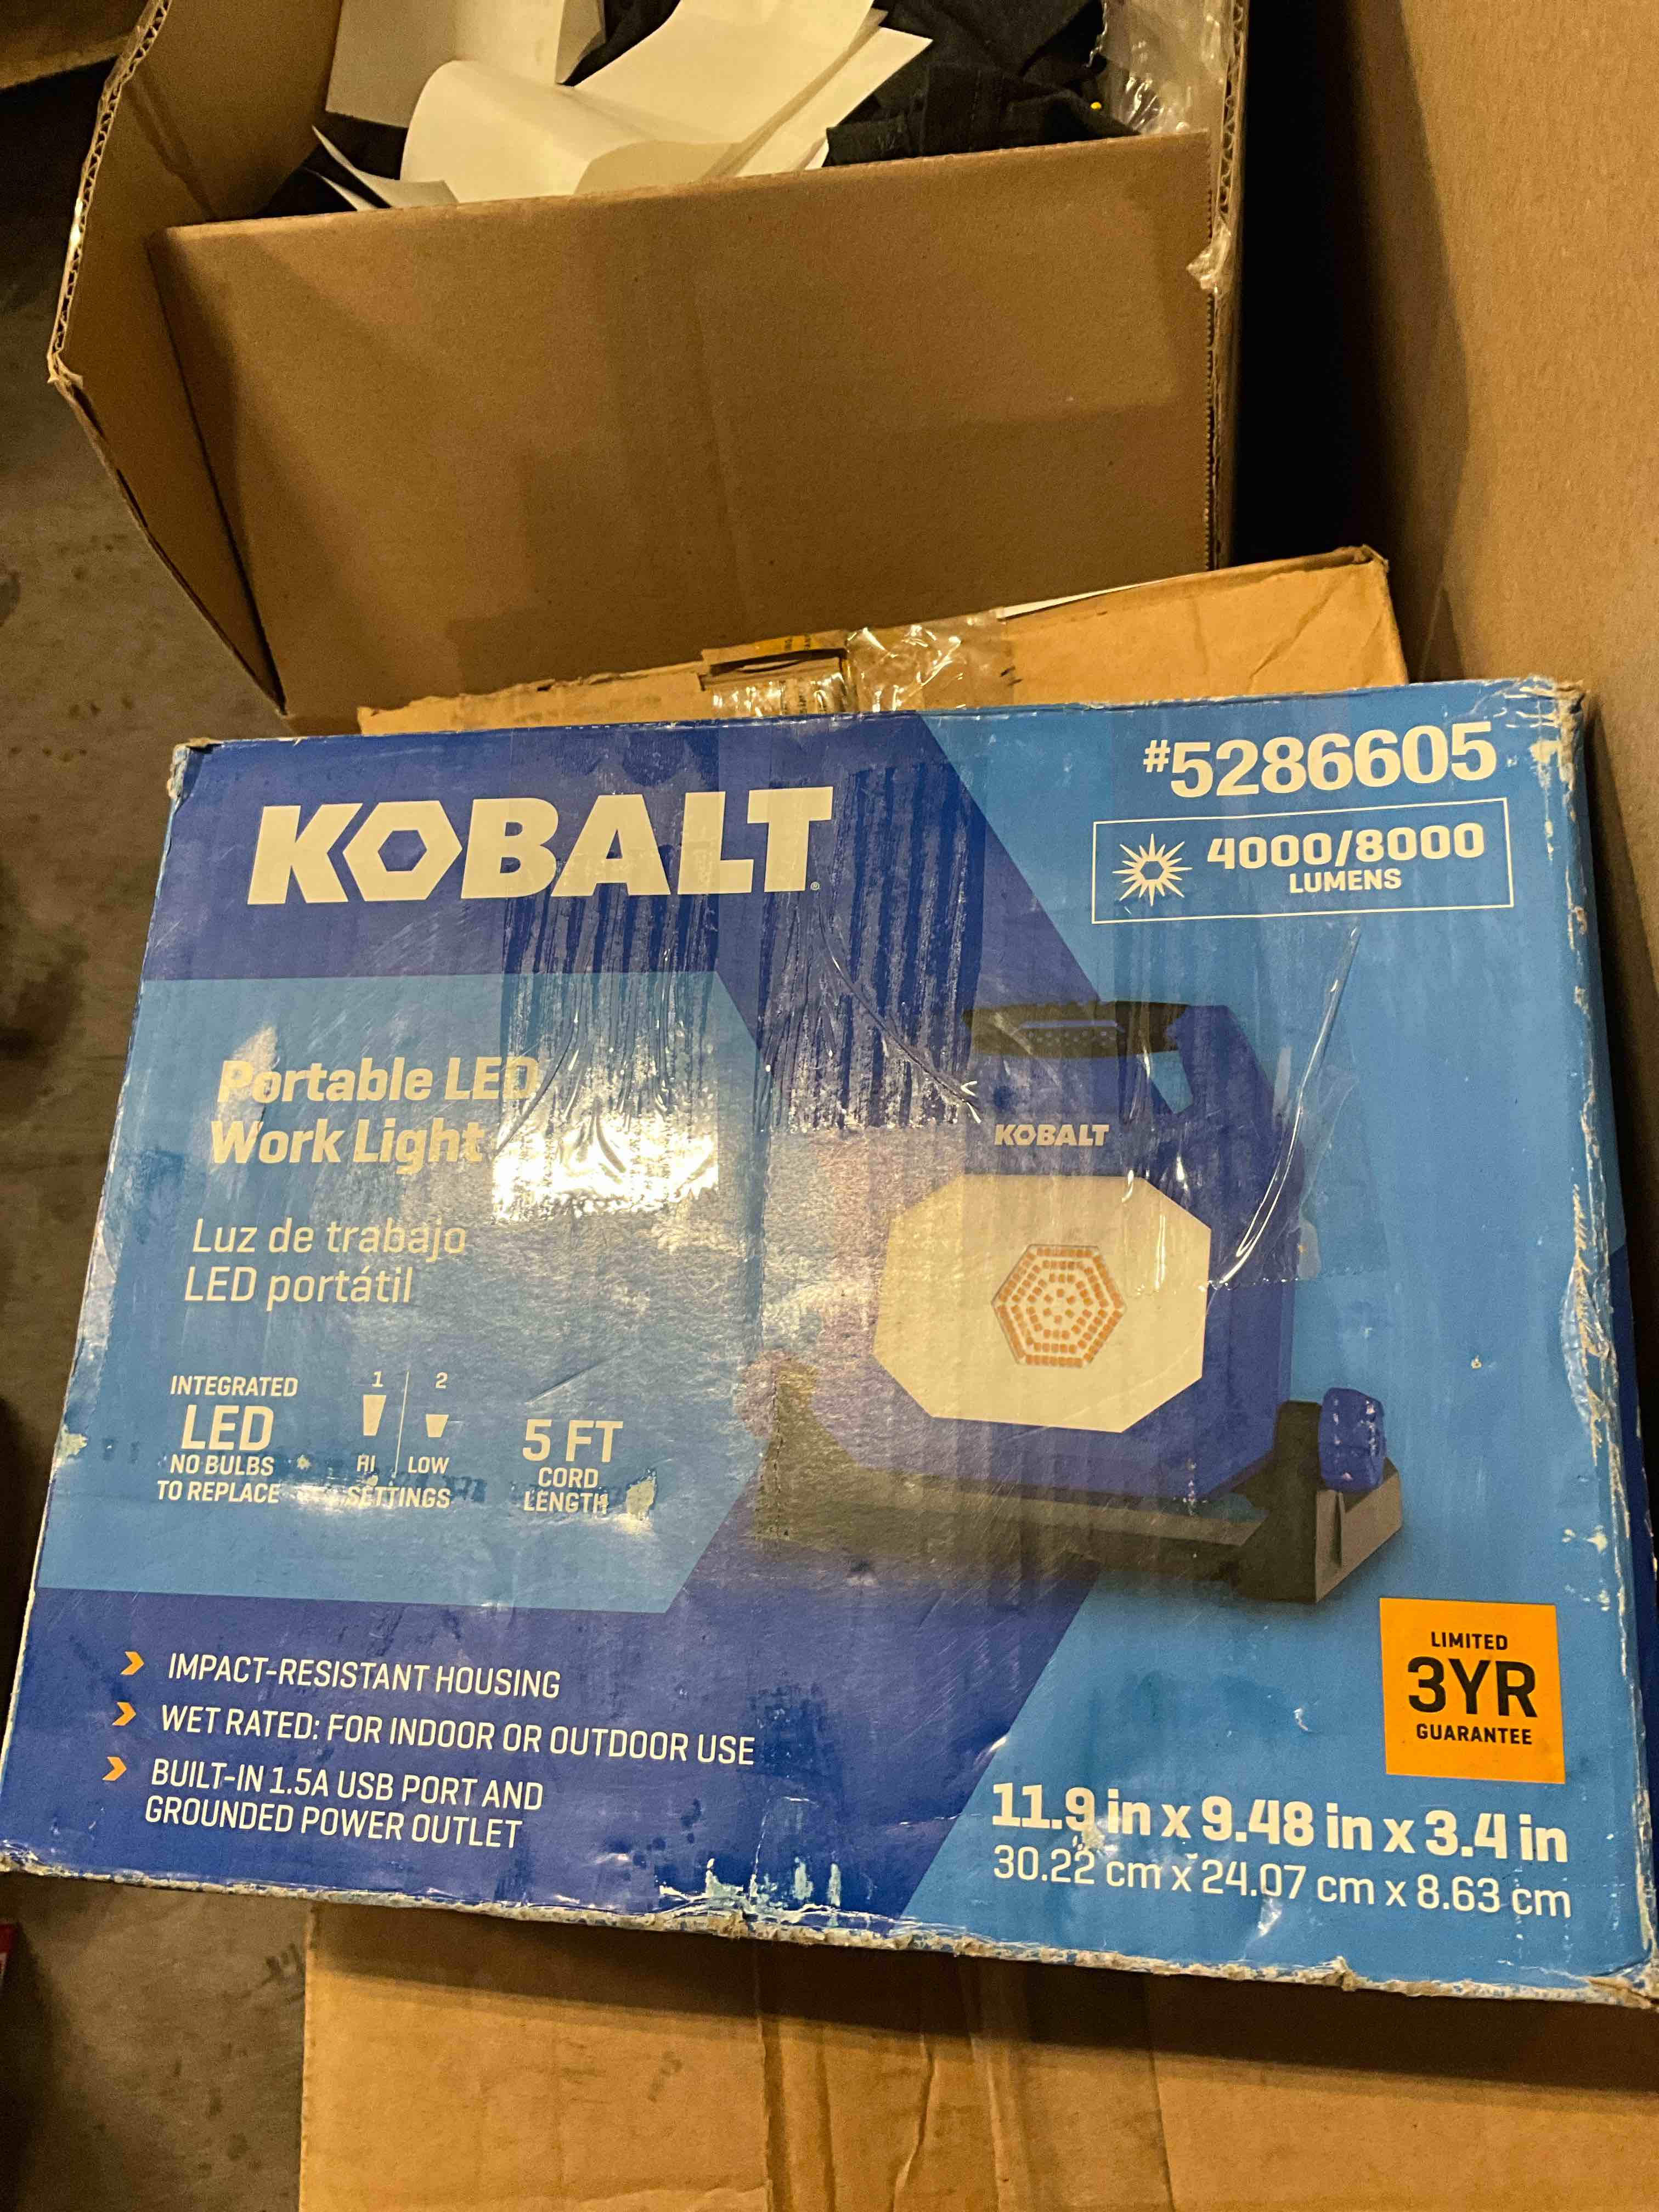 KOBALT®
#5286605
4000/8000
LUMENS
Portable LED
Work Light
Luz de trabajo
LED portátil
KOBALT
INTEGRATED
LED
NO BULBS
TO REPLACE
1 2
HI LOW
SETTINGS
5 FT
CORD
LENGTH
IMPACT-RESISTANT HOUSING
WET RATED: FOR INDOOR OR OUTDOOR USE
BUILT-IN 1.5A USB PORT AND
GROUNDED POWER OUTLET
LIMITED
3YR
GUARANTEE
11.9 in x 9.48 in x 3.4 in
30.22 cm x 24.07 cm x 8.63 cm